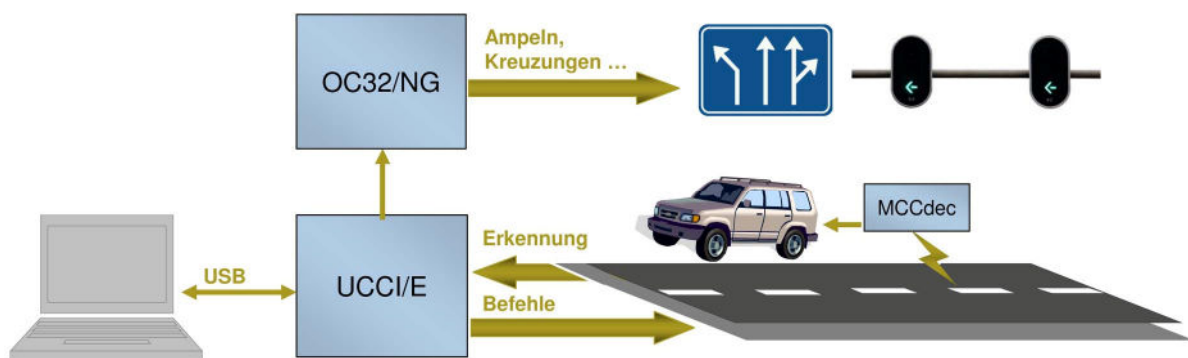 Ampeln,
Kreuzungen ...
OC32/NG
MCCdec
Erkennung
USB
UCCI/E
Befehle